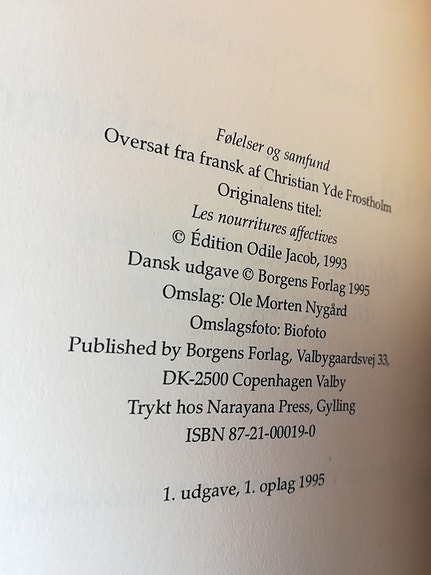 Følelser og samfund
Oversat fra fransk af Christian Yde Frostholm
Originalens titel:
Les nourritures affectives
© Édition Odile Jacob, 1993
Dansk udgave © Borgens Forlag 1995
Omslag: Ole Morten Nygård
Omslagsfoto: Biofoto
Published by Borgens Forlag, Valbygaardsvej 33,
DK-2500 Copenhagen Valby
Trykt hos Narayana Press, Gylling
ISBN 87-21-00019-0
1. udgave, 1. oplag 1995